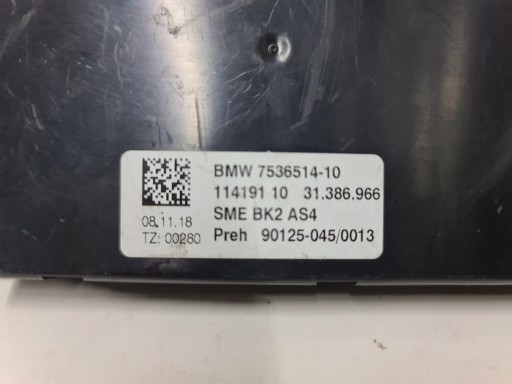 BMW 7536514-10
114191 10 31.386.966
SME BK2 AS4
Preh 90125-045/0013
08.11.18
TZ: 00280